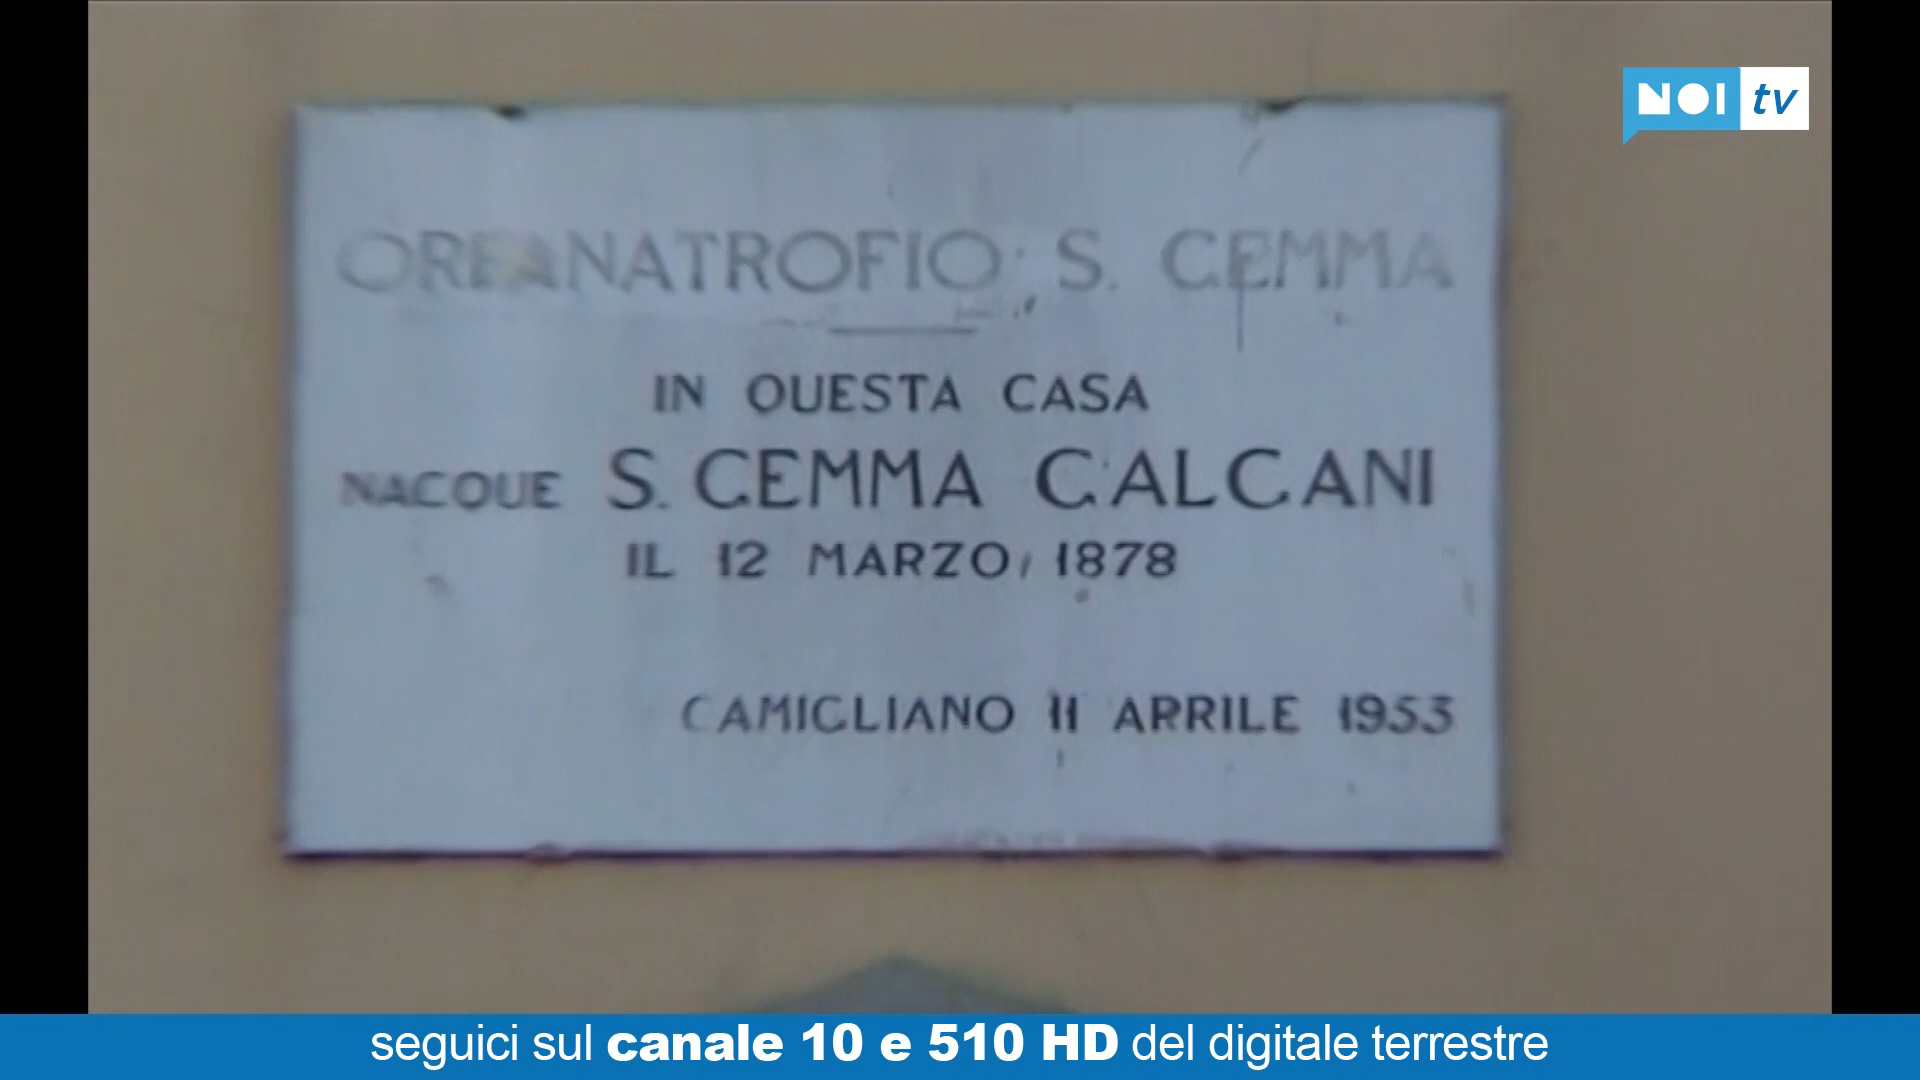 NOI tv
ORFANATROFIO S. GEMMA
IN QUESTA CASA
NACQUE S. GEMMA GALGANI
IL 12 MARZO 1878
CAMIGLIANO 11 APRILE 1953
seguici sul canale 10 e 510 HD del digitale terrestre